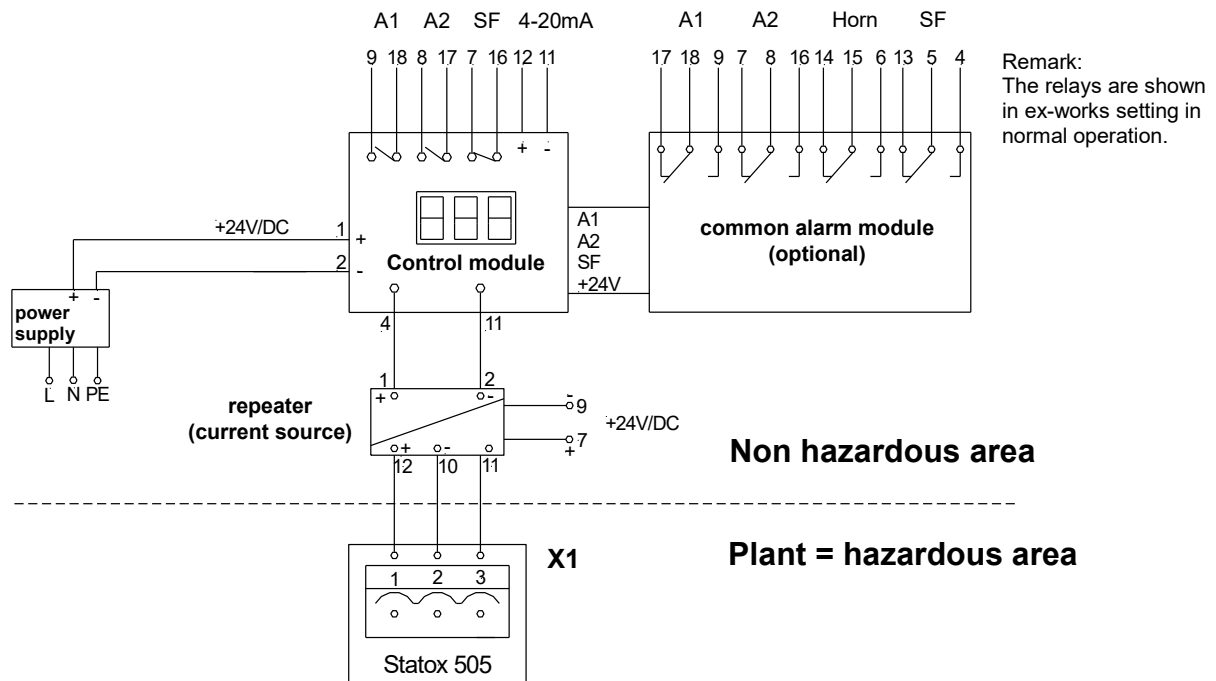 A1 A2 SF 4-20mA
9 18 8 17 7 16 12 11
A1 A2 Horn SF
17 18 9 7 8 16 14 15 6 13 5 4
Remark:
The relays are shown
in ex-works setting in
normal operation.
+ -
+24V/DC
1 +
2 -
Control module
A1
A2
SF
+24V
common alarm module
(optional)
+ -
power
supply
L N PE
4 11
1 2
+ -
repeater
(current source)
- 9
+24V/DC
7 +
+ -
12 10 11
Non hazardous area
Plant = hazardous area
X1
1 2 3
Statox 505